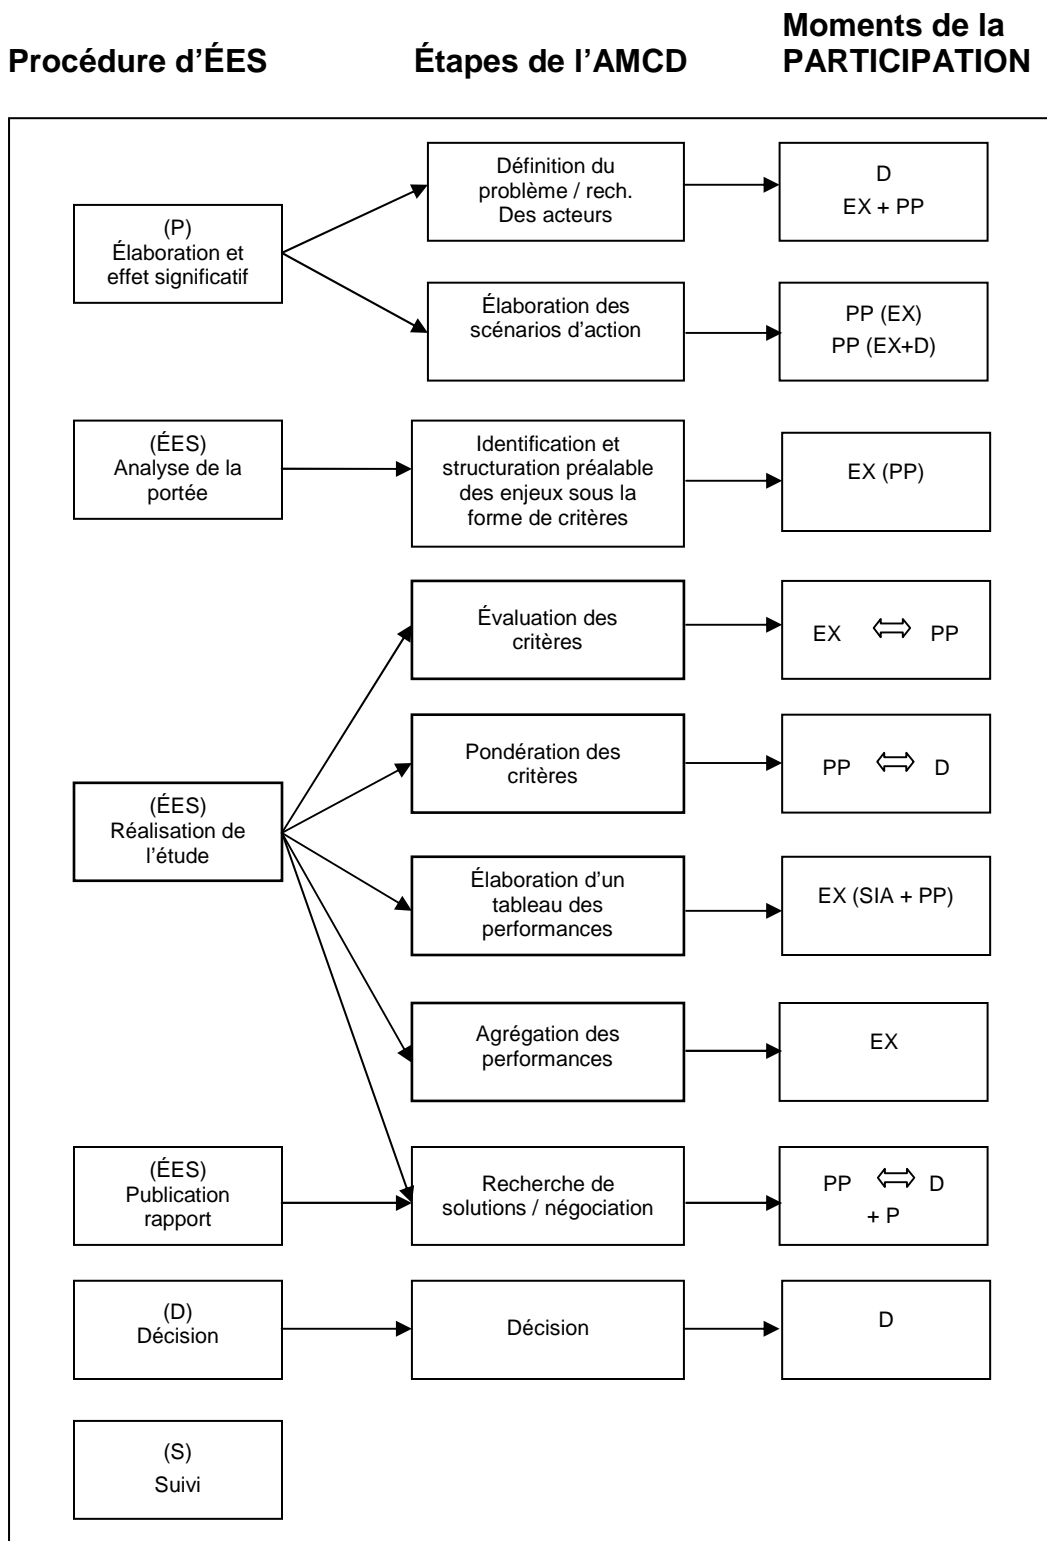 Procédure d’ÉES
Étapes de l’AMCD
Moments de la
PARTICIPATION
(P)
Élaboration et
effet significatif
Définition du
problème / rech.
Des acteurs
D
EX + PP
Élaboration des
scénarios d’action
PP (EX)
PP (EX+D)
(ÉES)
Analyse de la
portée
Identification et
structuration préalable
des enjeux sous la
forme de critères
EX (PP)
Évaluation des
critères
EX ⇔ PP
Pondération des
critères
PP ⇔ D
(ÉES)
Réalisation de
l’étude
Élaboration d’un
tableau des
performances
EX (SIA + PP)
Agrégation des
performances
EX
(ÉES)
Publication
rapport
Recherche de
solutions / négociation
PP ⇔ D
+ P
(D)
Décision
Décision
D
(S)
Suivi